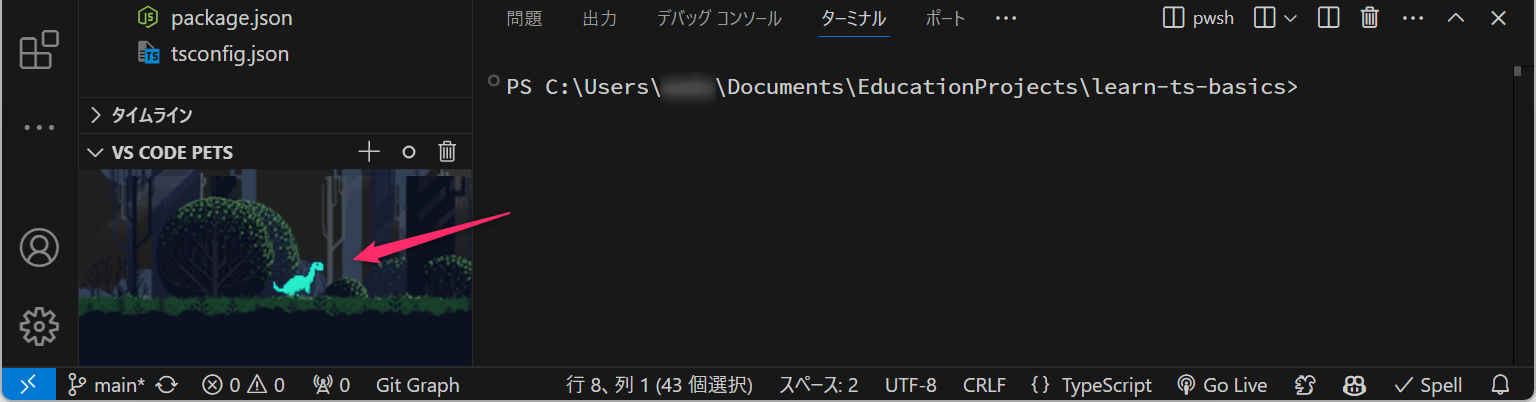 package.json
TS tsconfig.json
タイムライン
VS CODE PETS
問題 出力 デバッグ コンソール ターミナル ポート ··· pwsh ···
PS C:\Users\ \Documents\EducationProjects\learn-ts-basics>
main* 0 0 0 Git Graph 行 8、列 1 (43 個選択) スペース: 2 UTF-8 CRLF {} TypeScript Go Live Spell